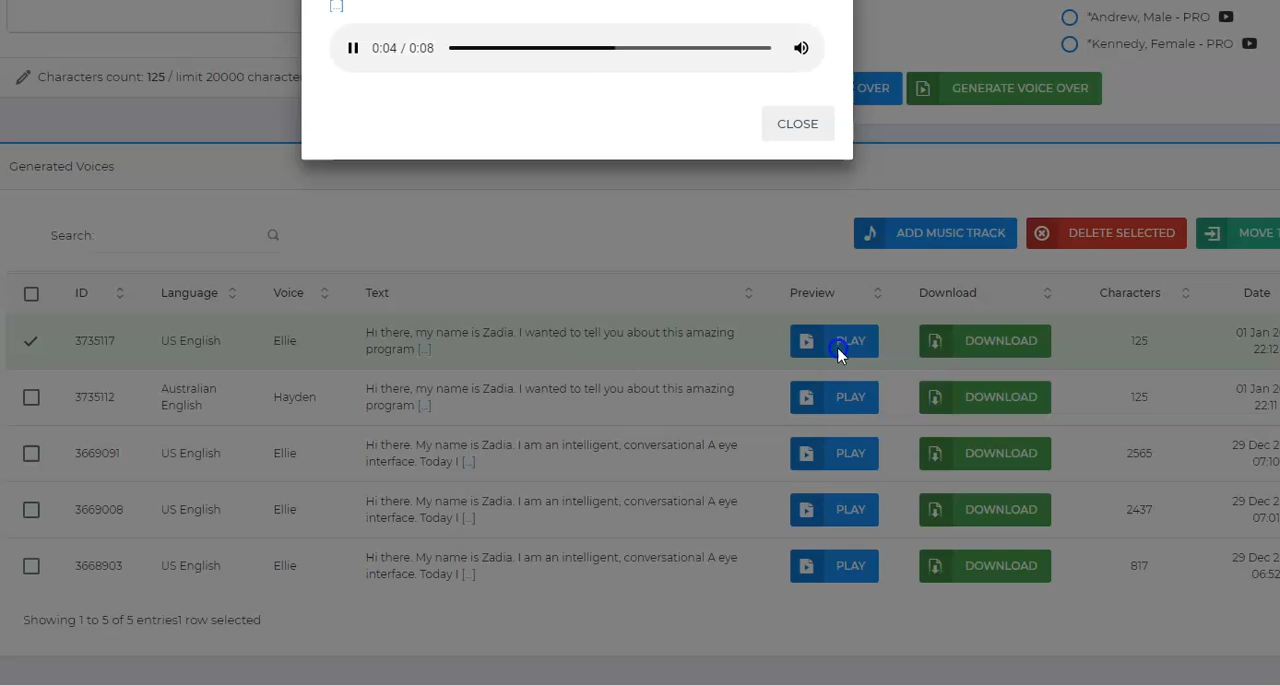 [...]
*Andrew, Male - PRO
0:04 / 0:08
*Kennedy, Female - PRO
Characters count: 125 / limit 20000 characte
OVER
GENERATE VOICE OVER
CLOSE
Generated Voices
Search:
ADD MUSIC TRACK
DELETE SELECTED
MOVE
ID
Language
Voice
Text
Preview
Download
Characters
Date
3735117
US English
Ellie
Hi there, my name is Zadia. I wanted to tell you about this amazing
program [...]
PLAY
DOWNLOAD
125
01 Jan 2
22:12
3735112
Australian
English
Hayden
Hi there, my name is Zadia. I wanted to tell you about this amazing
program [...]
PLAY
DOWNLOAD
125
01 Jan 2
22:11
3669091
US English
Ellie
Hi there. My name is Zadia. I am an intelligent, conversational A eye
interface. Today I [...]
PLAY
DOWNLOAD
2565
29 Dec 2
07:10
3669008
US English
Ellie
Hi there. My name is Zadia. I am an intelligent, conversational A eye
interface. Today I [...]
PLAY
DOWNLOAD
2437
29 Dec 2
07:01
3668903
US English
Ellie
Hi there. My name is Zadia. I am an intelligent, conversational A eye
interface. Today I [...]
PLAY
DOWNLOAD
817
29 Dec 2
06:52
Showing 1 to 5 of 5 entries1 row selected